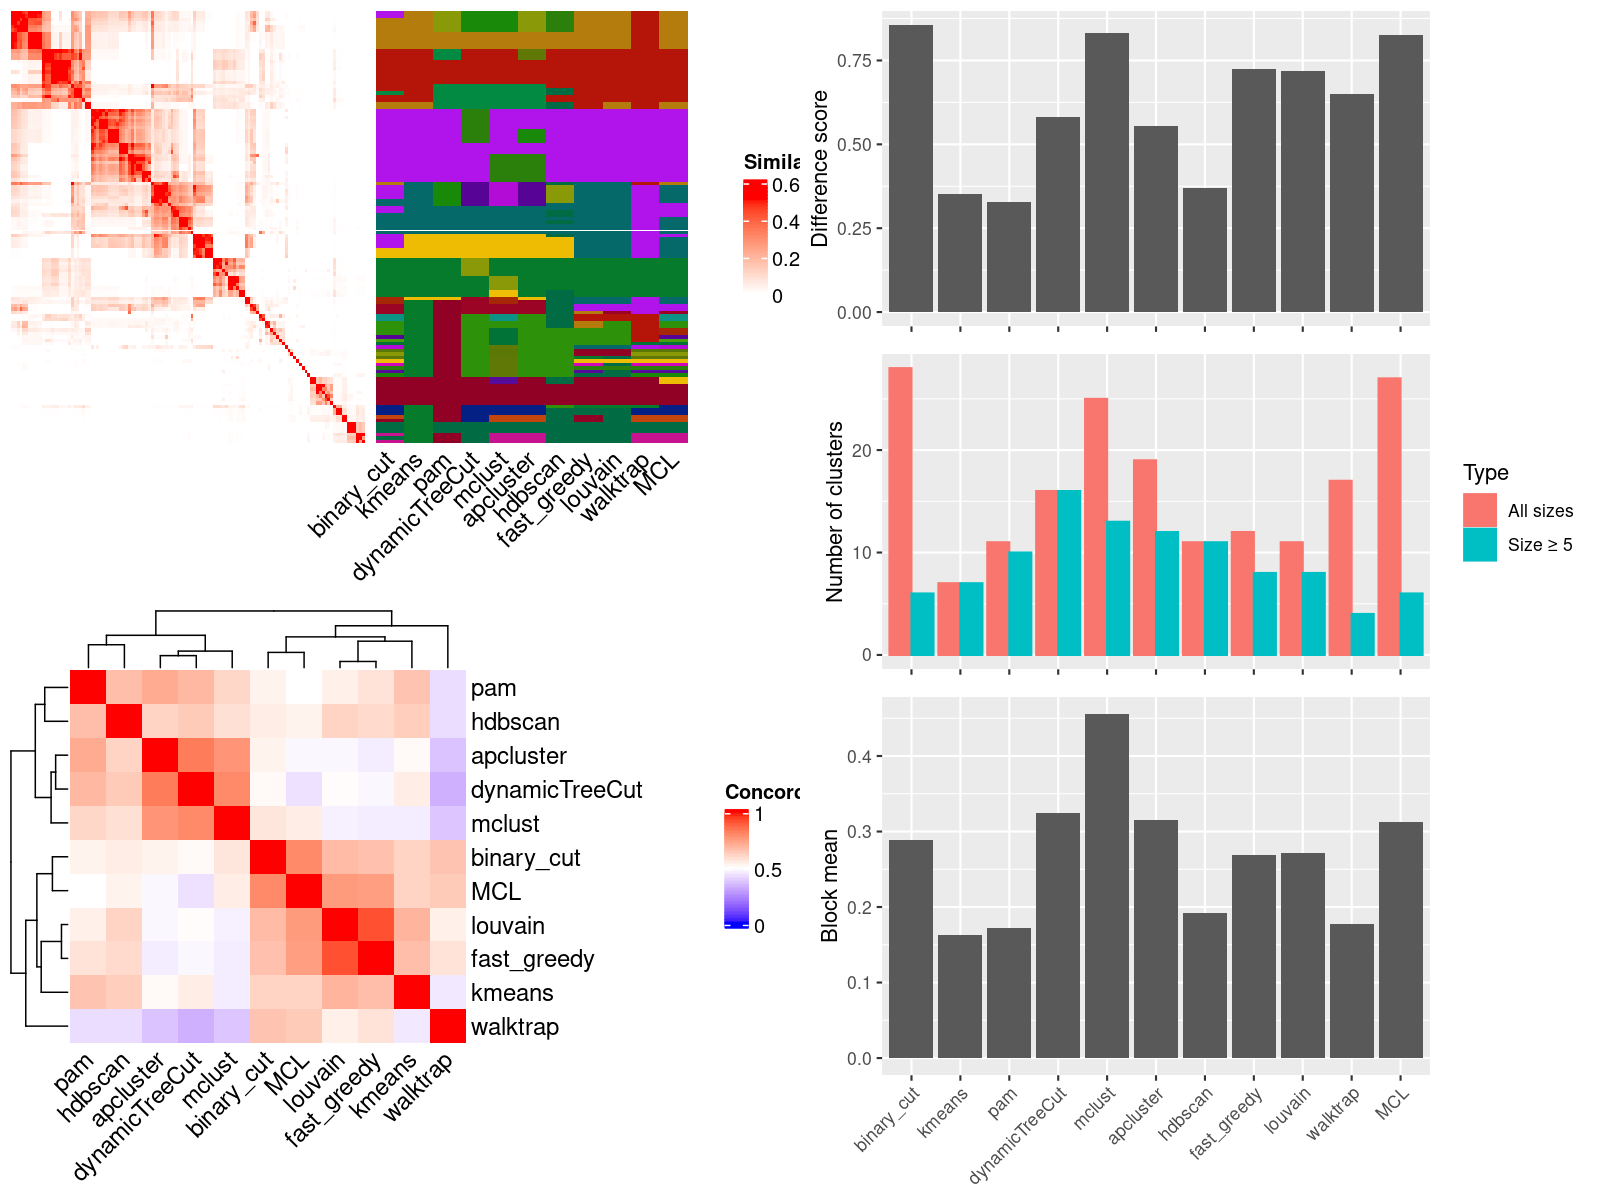 Simila
0.6
0.4
0.2
0
binary_cut
kmeans
pam
dynamicTreeCut
mclust
apcluster
hdbscan
fast_greedy
louvain
walktrap
MCL
Difference score
0.75
0.50
0.25
0.00
Number of clusters
20
10
0
Type
All sizes
Size ≥ 5
Block mean
0.4
0.3
0.2
0.1
0.0
binary_cut
kmeans
pam
dynamicTreeCut
mclust
apcluster
hdbscan
fast_greedy
louvain
walktrap
MCL
pam
hdbscan
apcluster
dynamicTreeCut
mclust
binary_cut
MCL
louvain
fast_greedy
kmeans
walktrap
pam
hdbscan
apcluster
dynamicTreeCut
mclust
binary_cut
MCL
louvain
fast_greedy
kmeans
walktrap
Concord
1
0.5
0